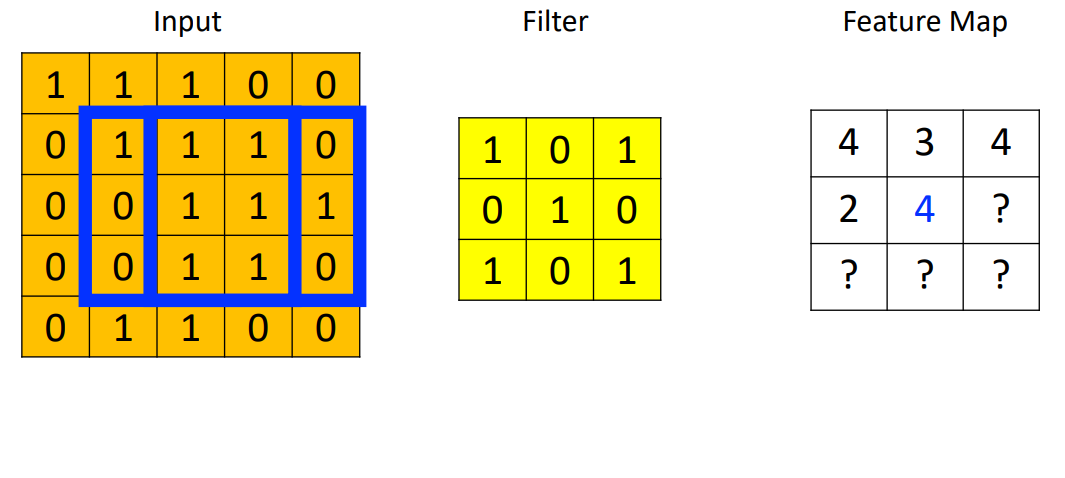 Input Filter Feature Map
1 1 1 0 0
0 1 1 1 0
0 0 1 1 1
0 0 1 1 0
0 1 1 0 0
1 0 1
0 1 0
1 0 1
4 3 4
2 4 ?
? ? ?